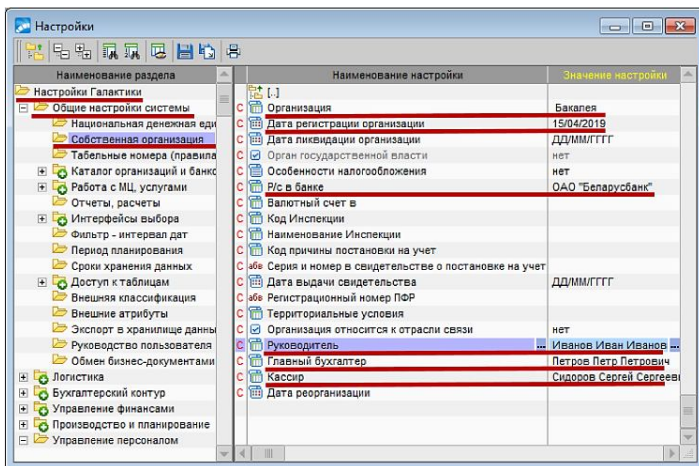 Настройки
Наименование раздела
Настройки Галактики
Общие настройки системы
Национальная денежная еди
Собственная организация
Табельные номера (правила
Каталог организаций и банкс
Работа с МЦ, услугами
Отчеты, расчеты
Интерфейсы выбора
Фильтр - интервал дат
Период планирования
Сроки хранения данных
Доступ к таблицам
Внешняя классификация
Внешние атрибуты
Экспорт в хранилище данны
Руководство пользователя
Обмен бизнес-документами
Логистика
Бухгалтерский контур
Управление финансами
Производство и планирование
Управление персоналом
Наименование настройки Значение настройки
[..]
С Организация Бакалея
С Дата регистрации организации 15/04/2019
С Дата ликвидации организации ДД/ММ/ГГГГ
С Орган государственной власти нет
С Особенности налогообложения нет
С Р/с в банке ОАО "Беларусбанк"
С Валютный счет в
С Код Инспекции
С Наименование Инспекции
С Код причины постановки на учет
С абв Серия и номер в свидетельстве о постановке на учет
С Дата выдачи свидетельства ДД/ММ/ГГГГ
С абв Регистрационный номер ПФР
С Территориальные условия
С Организация относится к отрасли связи нет
С Руководитель ... Иванов Иван Иванов ...
С Главный бухгалтер Петров Петр Петрович
С Кассир Сидоров Сергей Сергееви
С Дата реорганизации